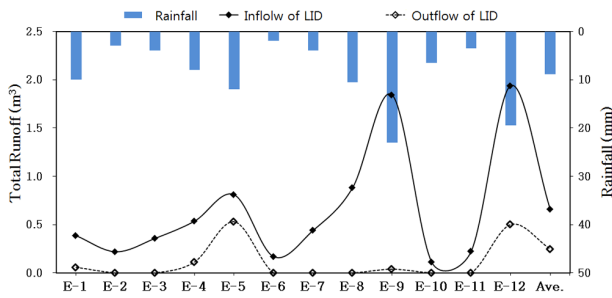 Rainfall Inflolw of LID Outflow of LID
2.5 0
2.0 10
1.5 20
1.0 30
0.5 40
0.0 50
Total Runoff (m³)
Rainfall (mm)
E-1 E-2 E-3 E-4 E-5 E-6 E-7 E-8 E-9 E-10 E-11 E-12 Ave.